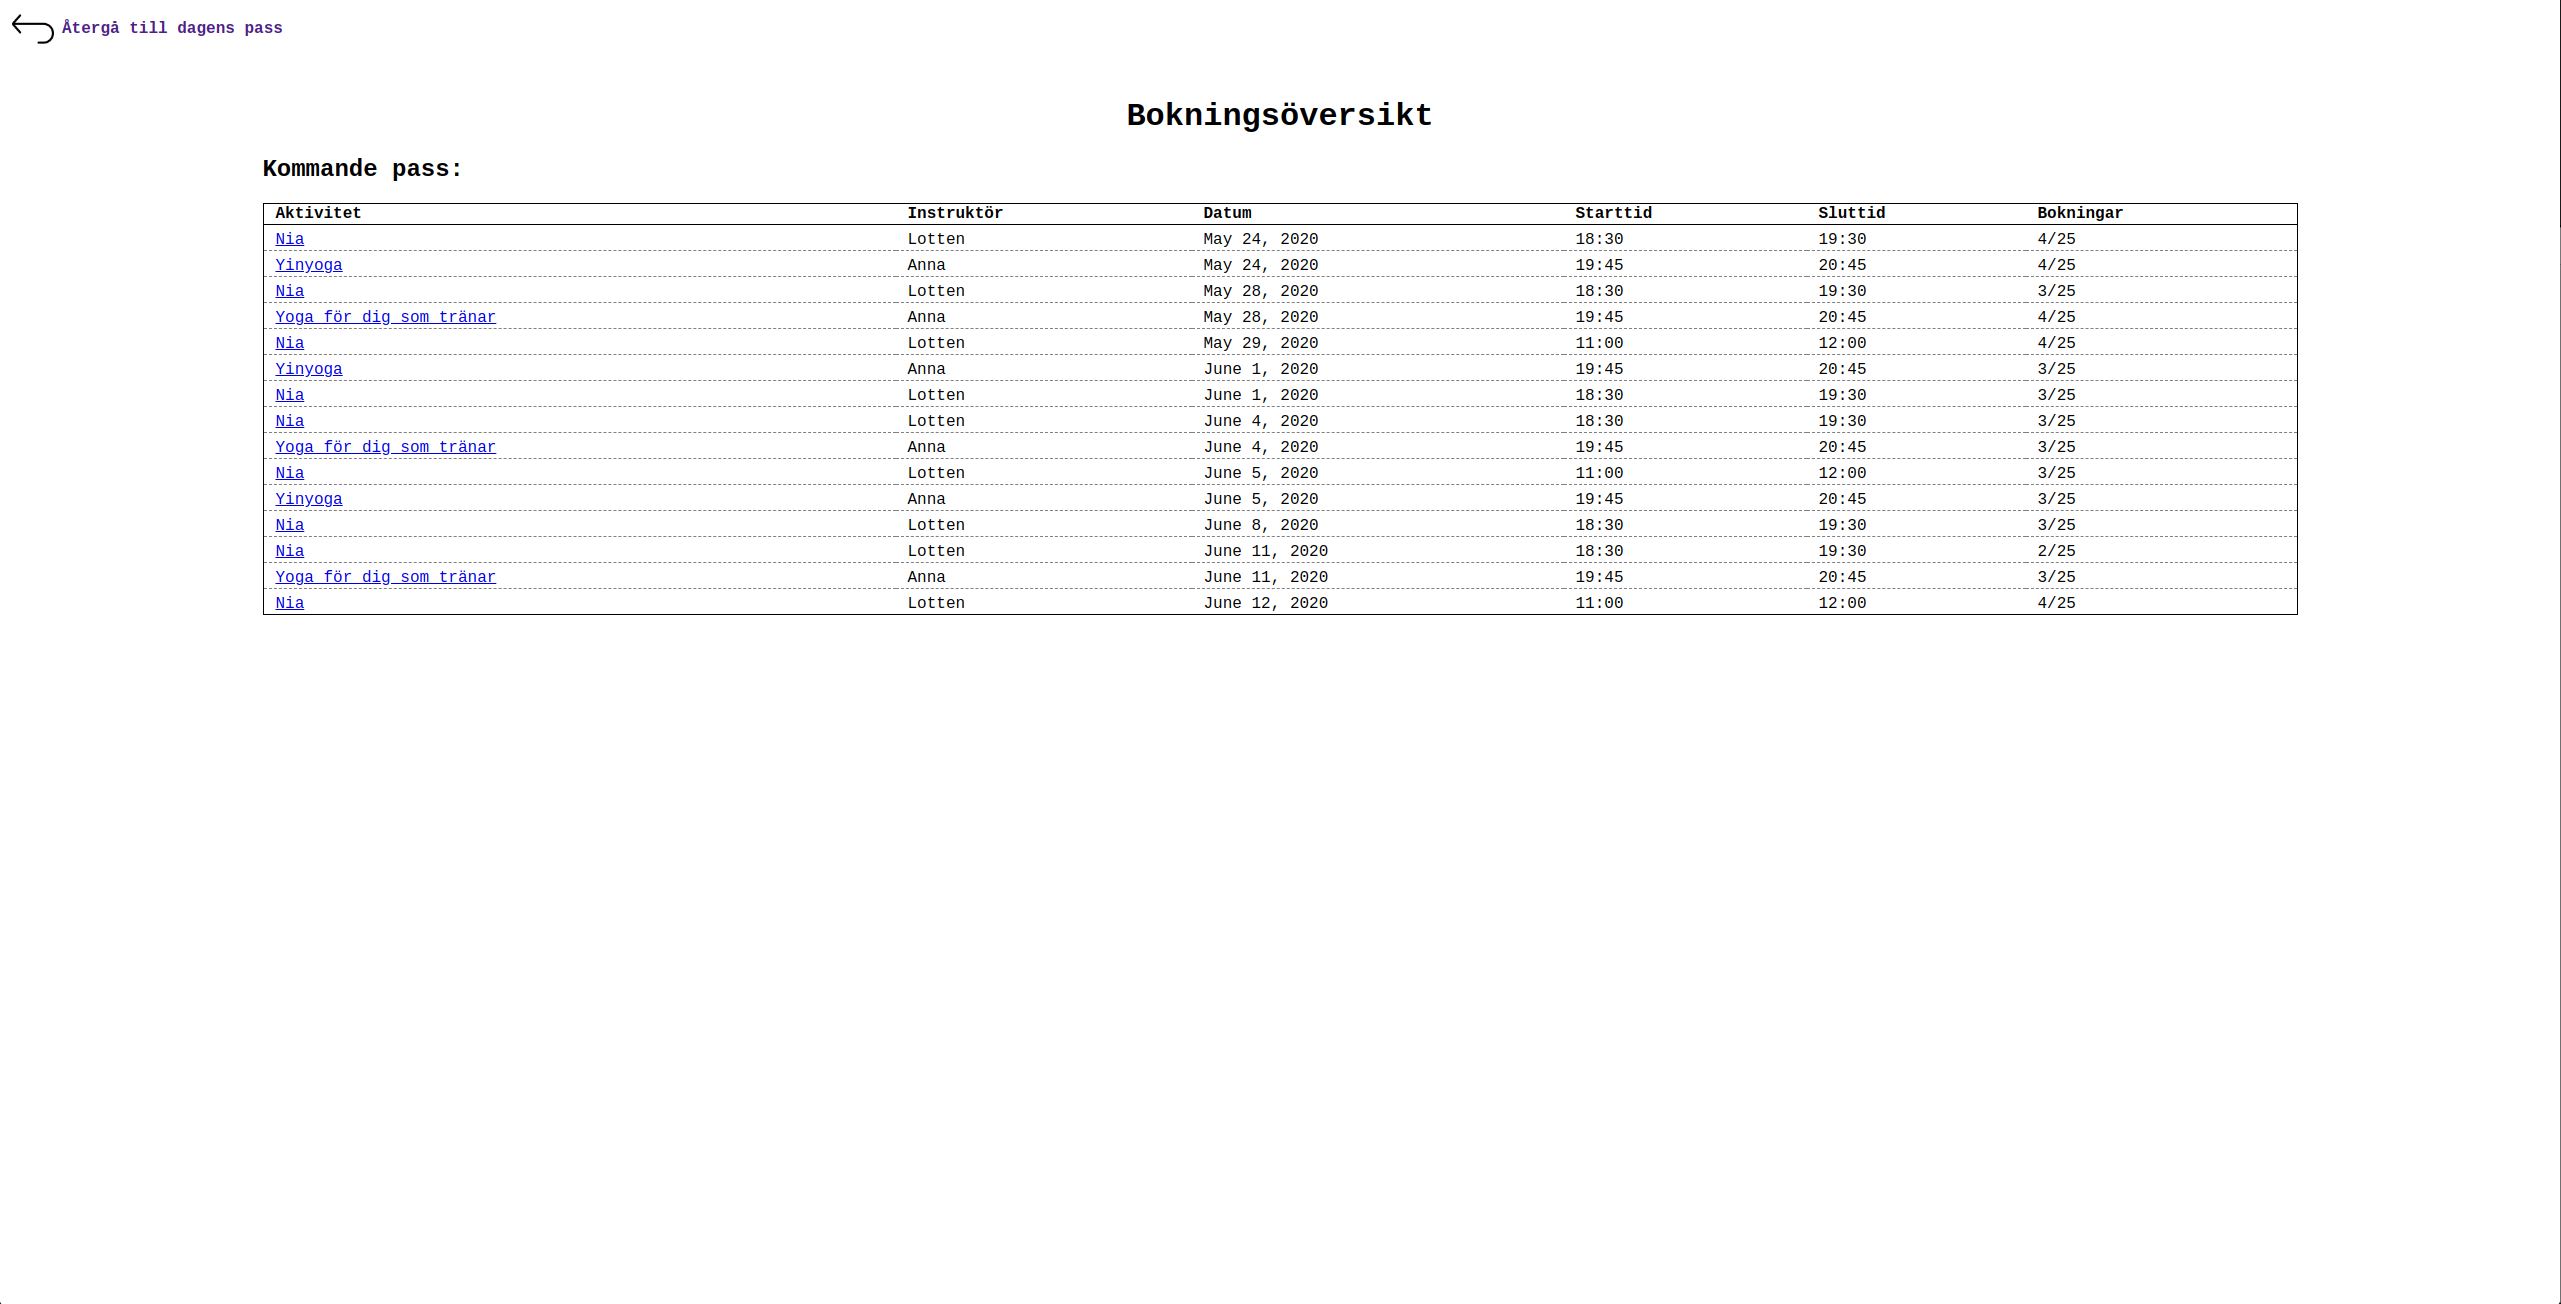 Återgå till dagens pass
Bokningsöversikt
Kommande pass:
Aktivitet Instruktör Datum Starttid Sluttid Bokningar
Nia Lotten May 24, 2020 18:30 19:30 4/25
Yinyoga Anna May 24, 2020 19:45 20:45 4/25
Nia Lotten May 28, 2020 18:30 19:30 3/25
Yoga för dig som tränar Anna May 28, 2020 19:45 20:45 4/25
Nia Lotten May 29, 2020 11:00 12:00 4/25
Yinyoga Anna June 1, 2020 19:45 20:45 3/25
Nia Lotten June 1, 2020 18:30 19:30 3/25
Nia Lotten June 4, 2020 18:30 19:30 3/25
Yoga för dig som tränar Anna June 4, 2020 19:45 20:45 3/25
Nia Lotten June 5, 2020 11:00 12:00 3/25
Yinyoga Anna June 5, 2020 19:45 20:45 3/25
Nia Lotten June 8, 2020 18:30 19:30 3/25
Nia Lotten June 11, 2020 18:30 19:30 2/25
Yoga för dig som tränar Anna June 11, 2020 19:45 20:45 3/25
Nia Lotten June 12, 2020 11:00 12:00 4/25